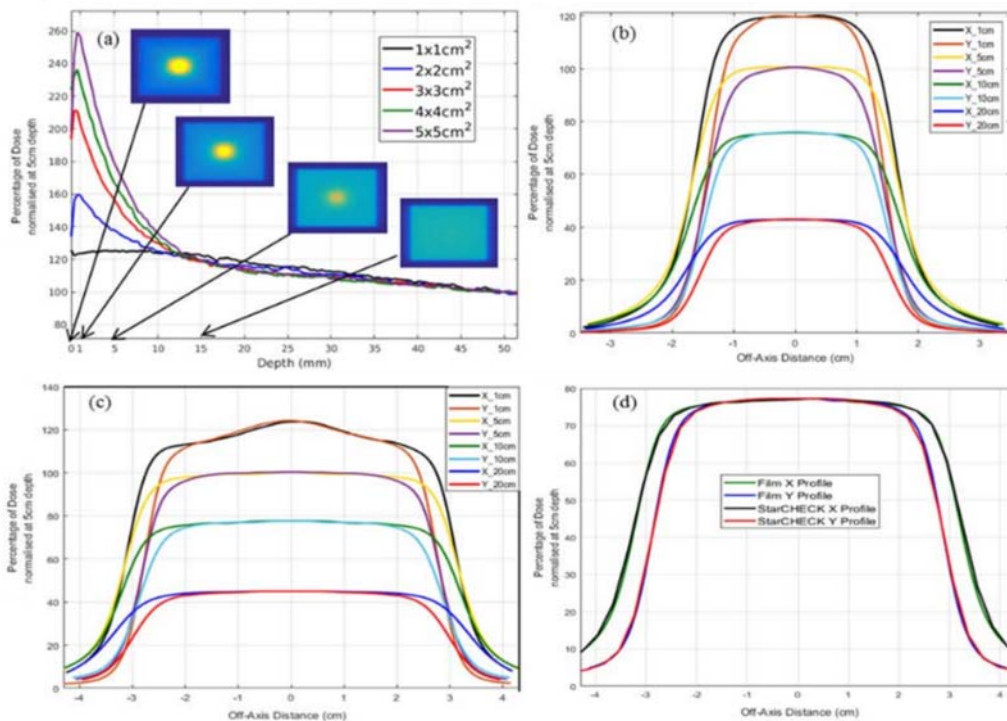 (a)
1x1cm²
2x2cm²
3x3cm²
4x4cm²
5x5cm²
Percentage of Dose
normalised at 5cm depth
260
240
220
200
180
160
140
120
100
80
0 1 5 10 15 20 25 30 35 40 45 50
Depth (mm)
(b)
X_1cm
Y_1cm
X_5cm
Y_5cm
X_10cm
Y_10cm
X_20cm
Y_20cm
Percentage of Dose
normalised at 5cm depth
120
100
80
60
40
20
0
-2 -1 0 1 2
Off-Axis Distance (cm)
(c)
X_1cm
Y_1cm
X_5cm
Y_5cm
X_10cm
Y_10cm
X_20cm
Y_20cm
Percentage of Dose
normalised at 5cm depth
140
120
100
80
60
40
20
0
-4 -3 -2 -1 0 1 2 3 4
Off-Axis Distance (cm)
(d)
Film X Profile
Film Y Profile
StarCHECK X Profile
StarCHECK Y Profile
Percentage of Dose
normalised at 5cm depth
80
70
60
50
40
30
20
10
0
-4 -3 -2 -1 0 1 2 3 4
Off-Axis Distance (cm)